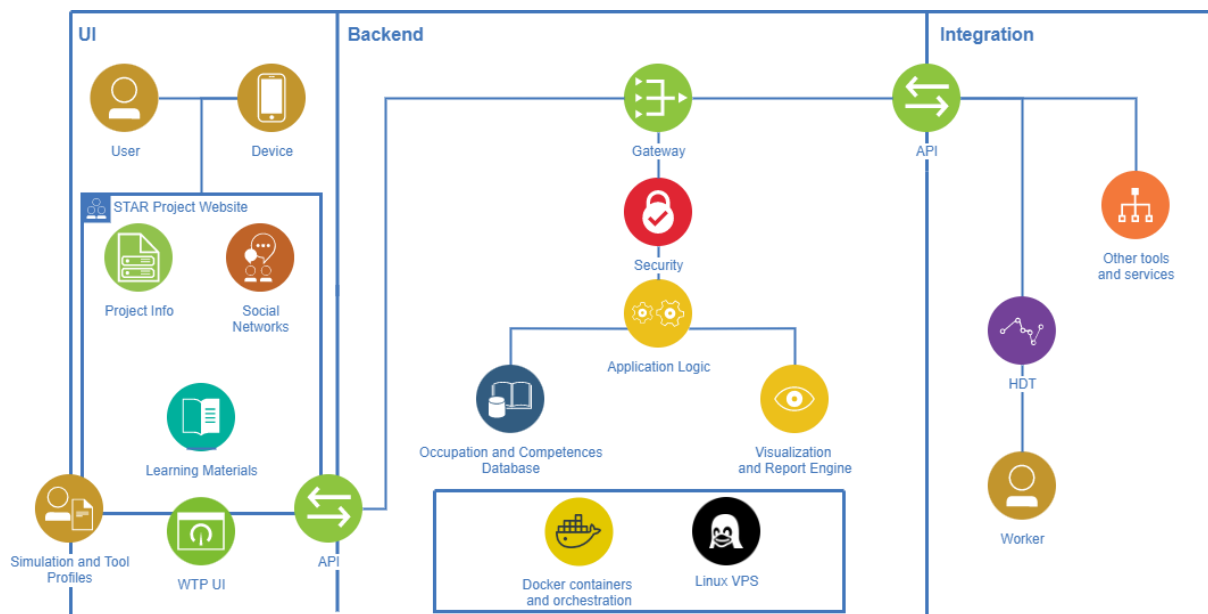 UI
Backend
Integration
User
Device
Gateway
API
STAR Project Website
Project Info
Social
Networks
Security
Other tools
and services
Application Logic
HDT
Learning Materials
Occupation and Competences
Database
Visualization
and Report Engine
Simulation and Tool
Profiles
WTP UI
API
Docker containers
and orchestration
Linux VPS
Worker